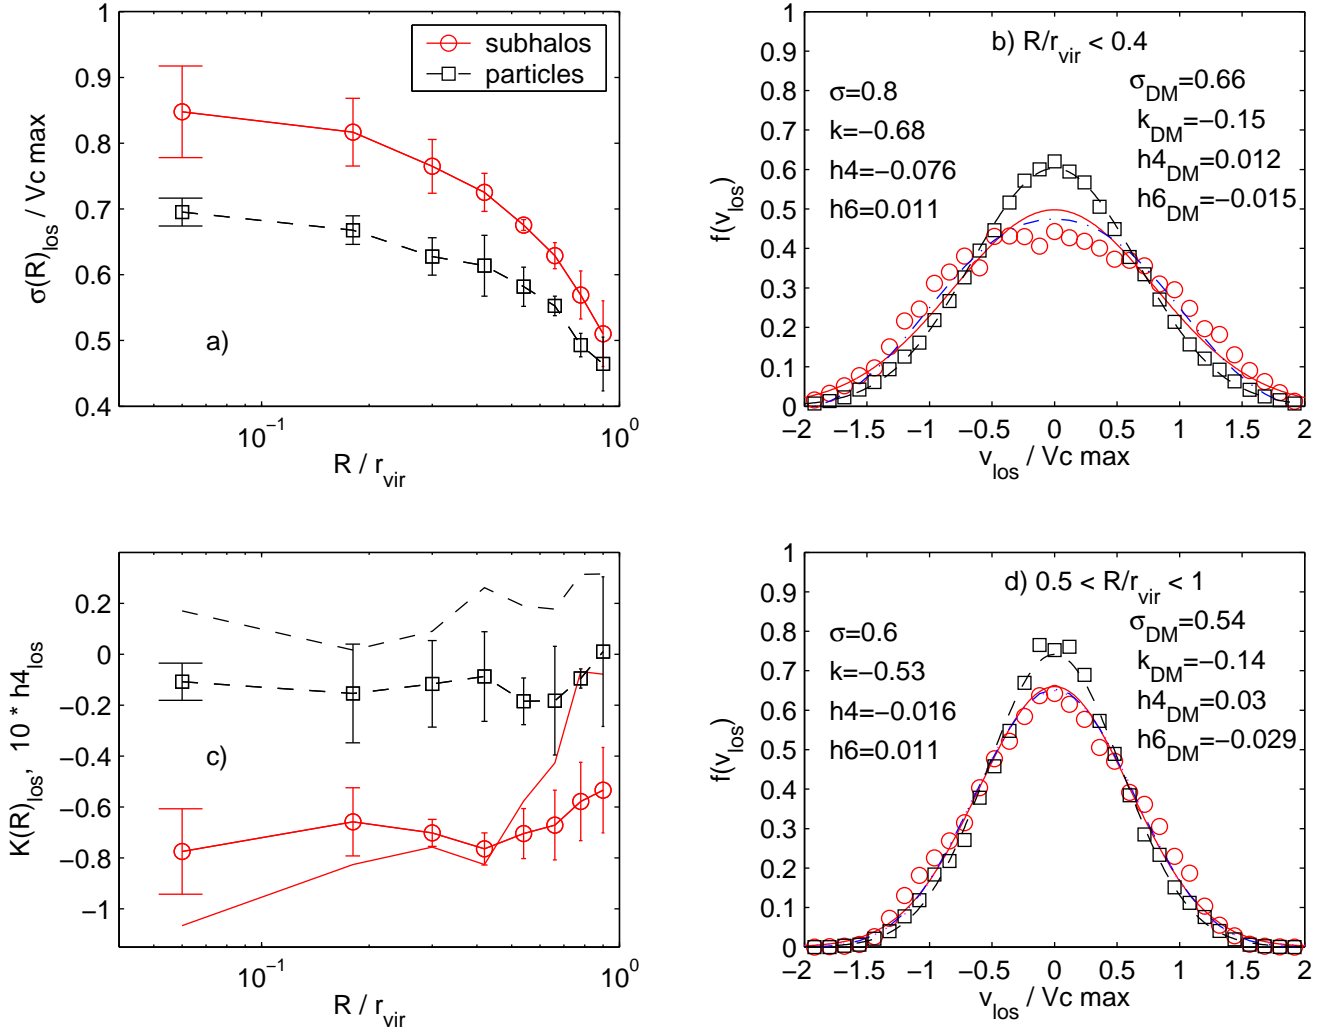 1
0.9
0.8
0.7
0.6
0.5
0.4
σ(R)los / Vc max
subhalos
particles
a)
10−1
100
R / rvir
1
0.9
0.8
0.7
0.6
0.5
0.4
0.3
0.2
0.1
0
f(vlos)
b) R/rvir < 0.4
σ=0.8
k=−0.68
h4=−0.076
h6=0.011
σDM=0.66
kDM=−0.15
h4DM=0.012
h6DM=−0.015
−2 −1.5 −1 −0.5 0 0.5 1 1.5 2
vlos / Vc max
0.2
0
−0.2
−0.4
−0.6
−0.8
−1
K(R)los, 10 * h4los
c)
10−1
100
R / rvir
1
0.9
0.8
0.7
0.6
0.5
0.4
0.3
0.2
0.1
0
f(vlos)
d) 0.5 < R/rvir < 1
σ=0.6
k=−0.53
h4=−0.016
h6=0.011
σDM=0.54
kDM=−0.14
h4DM=0.03
h6DM=−0.029
−2 −1.5 −1 −0.5 0 0.5 1 1.5 2
vlos / Vc max